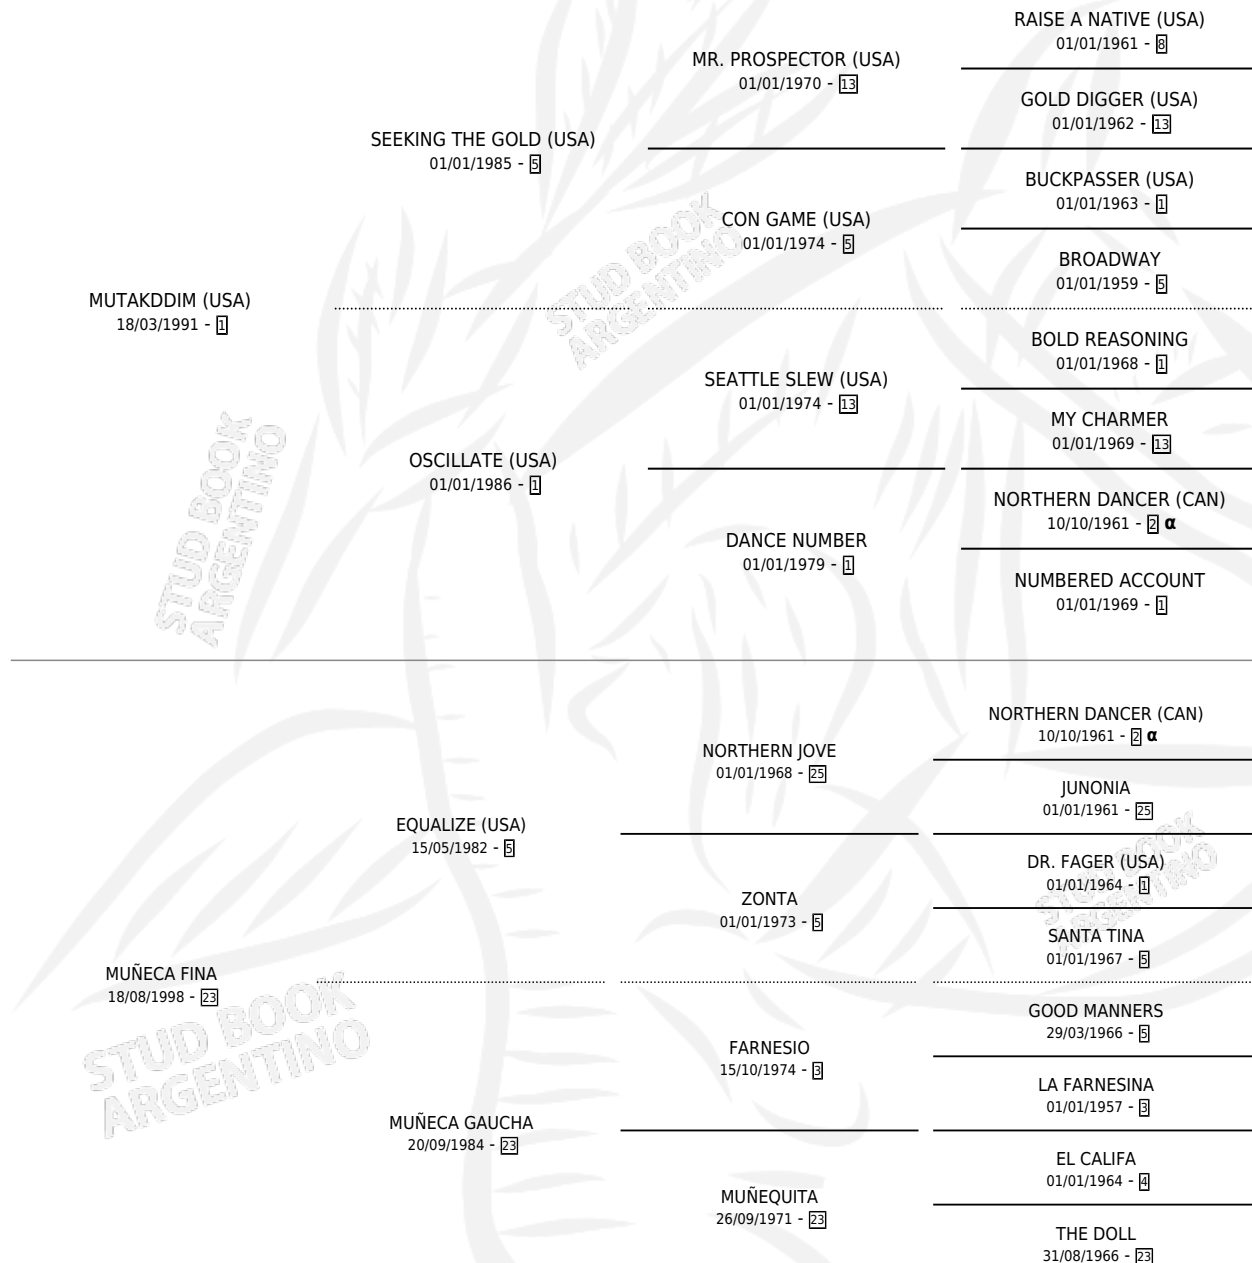 RAISE A NATIVE (USA)
01/01/1961 - 8
MR. PROSPECTOR (USA)
01/01/1970 - 13
GOLD DIGGER (USA)
01/01/1962 - 13
SEEKING THE GOLD (USA)
01/01/1985 - 5
BUCKPASSER (USA)
01/01/1963 - 1
CON GAME (USA)
01/01/1974 - 5
BROADWAY
01/01/1959 - 5
MUTAKDDIM (USA)
18/03/1991 - 1
BOLD REASONING
01/01/1968 - 1
SEATTLE SLEW (USA)
01/01/1974 - 13
MY CHARMER
01/01/1969 - 13
OSCILLATE (USA)
01/01/1986 - 1
NORTHERN DANCER (CAN)
10/10/1961 - 2 α
DANCE NUMBER
01/01/1979 - 1
NUMBERED ACCOUNT
01/01/1969 - 1
NORTHERN DANCER (CAN)
10/10/1961 - 2 α
NORTHERN JOVE
01/01/1968 - 25
JUNONIA
01/01/1961 - 25
EQUALIZE (USA)
15/05/1982 - 5
DR. FAGER (USA)
01/01/1964 - 1
ZONTA
01/01/1973 - 5
SANTA TINA
01/01/1967 - 5
MUÑECA FINA
18/08/1998 - 23
GOOD MANNERS
29/03/1966 - 5
FARNESIO
15/10/1974 - 3
LA FARNESINA
01/01/1957 - 3
MUÑECA GAUCHA
20/09/1984 - 23
EL CALIFA
01/01/1964 - 4
MUÑEQUITA
26/09/1971 - 23
THE DOLL
31/08/1966 - 23
STUD BOOK
ARGENTINO
STUD BOOK
ARGENTINO
STUD BOOK
ARGENTINO
STUD BOOK
ARGENTINO